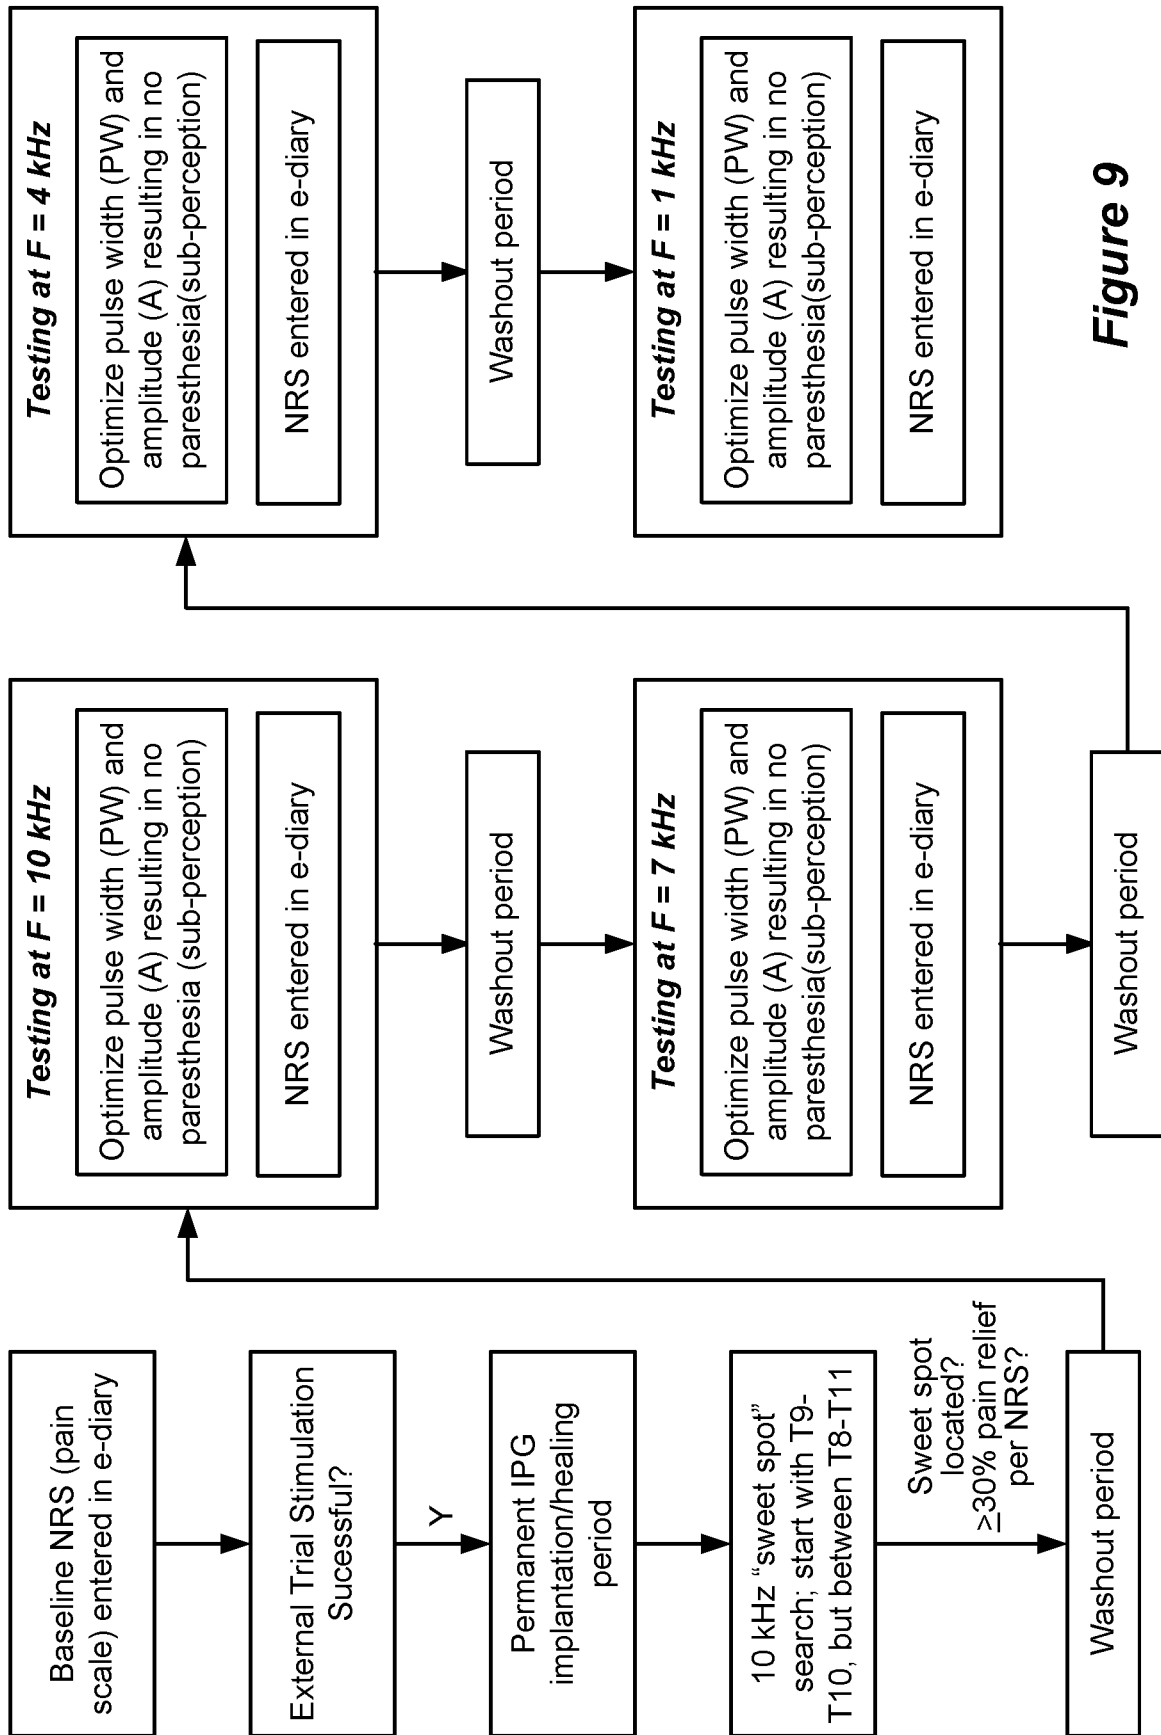 Baseline NRS (pain
scale) entered in e-diary
External Trial Stimulation
Sucessful?
Y
Permanent IPG
implantation/healing
period
10 kHz “sweet spot”
search; start with T9-
T10, but between T8-T11
Sweet spot
located?
≥30% pain relief
per NRS?
Washout period
Testing at F = 10 kHz
Optimize pulse width (PW) and
amplitude (A) resulting in no
paresthesia (sub-perception)
NRS entered in e-diary
Washout period
Testing at F = 7 kHz
Optimize pulse width (PW) and
amplitude (A) resulting in no
paresthesia(sub-perception)
NRS entered in e-diary
Washout period
Testing at F = 4 kHz
Optimize pulse width (PW) and
amplitude (A) resulting in no
paresthesia(sub-perception)
NRS entered in e-diary
Washout period
Testing at F = 1 kHz
Optimize pulse width (PW) and
amplitude (A) resulting in no
paresthesia(sub-perception)
NRS entered in e-diary
Figure 9